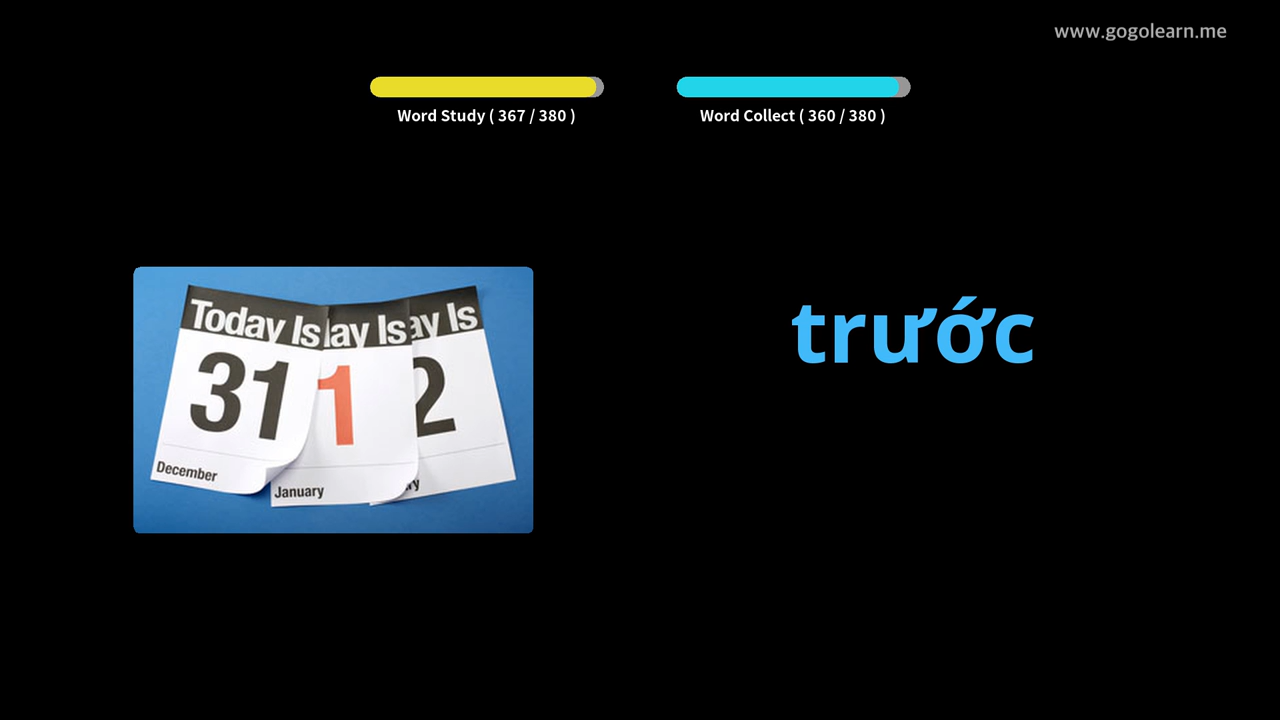 www.gogolearn.me
Word Study ( 367 / 380 )
Word Collect ( 360 / 380 )
Today Is
ay Is
ay Is
31
1
2
December
January
ry
trước